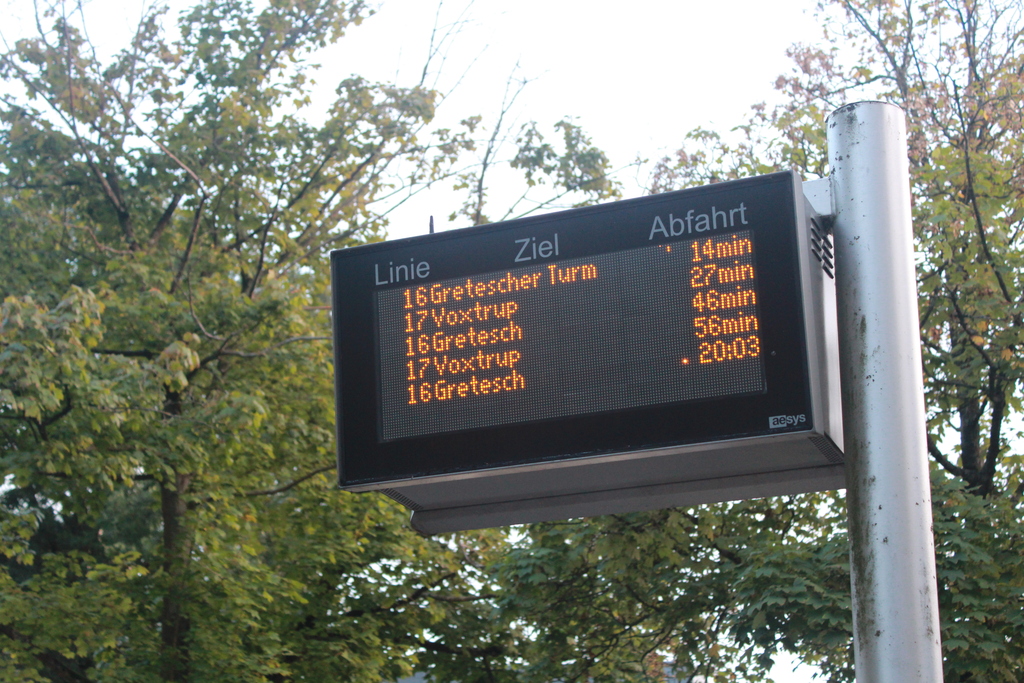 Linie Ziel Abfahrt
16 Gretescher Turm 14min
17 Voxtrup 27min
16 Gretesch 46min
17 Voxtrup 56min
16 Gretesch 20:03
aesys